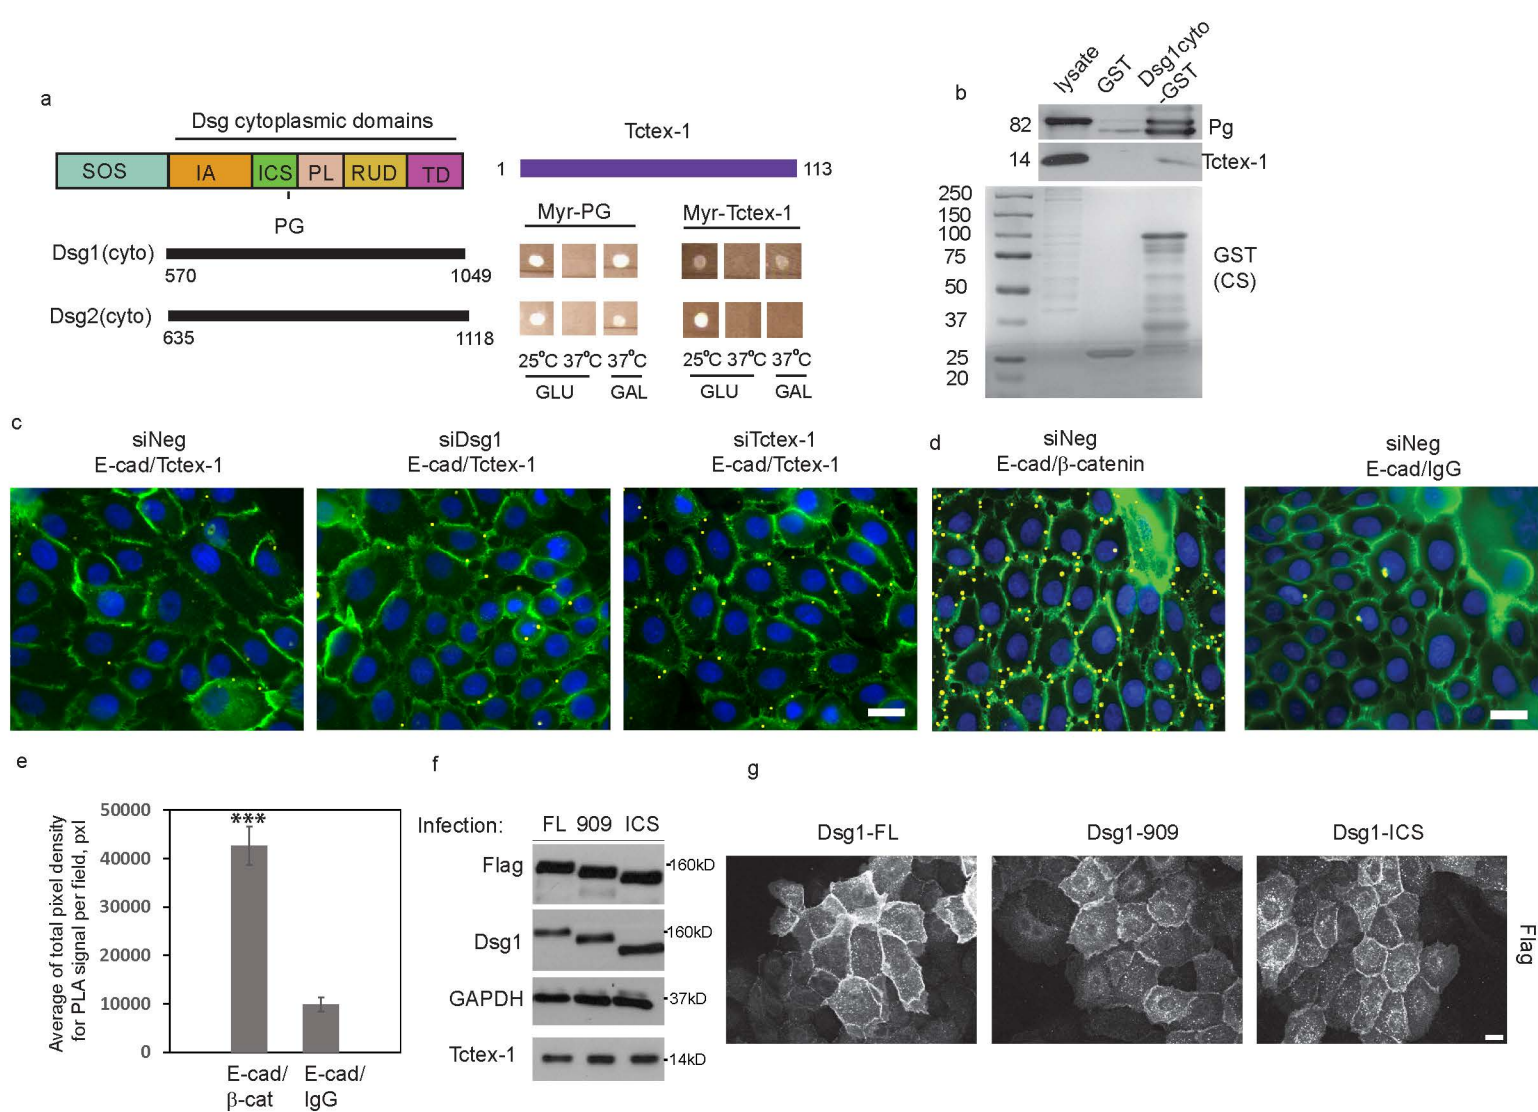 a
Dsg cytoplasmic domains
SOS IA ICS PL RUD TD
PG
Dsg1(cyto)
570 1049
Dsg2(cyto)
635 1118
Tctex-1
1 113
Myr-PG Myr-Tctex-1
25°C 37°C 37°C 25°C 37°C 37°C
GLU GAL GLU GAL
b
lysate GST Dsg1cyto
-GST
82 Pg
14 Tctex-1
250
150
100
75
50
37
25
20
GST
(CS)
c
siNeg
E-cad/Tctex-1
siDsg1
E-cad/Tctex-1
siTctex-1
E-cad/Tctex-1
d
siNeg
E-cad/β-catenin
siNeg
E-cad/IgG
e
Average of total pixel density
for PLA signal per field, pxl
50000
40000
30000
20000
10000
0
***
E-cad/
β-cat
E-cad/
IgG
f
Infection: FL 909 ICS
Flag -160kD
Dsg1 -160kD
GAPDH -37kD
Tctex-1 -14kD
g
Dsg1-FL Dsg1-909 Dsg1-ICS
Flag